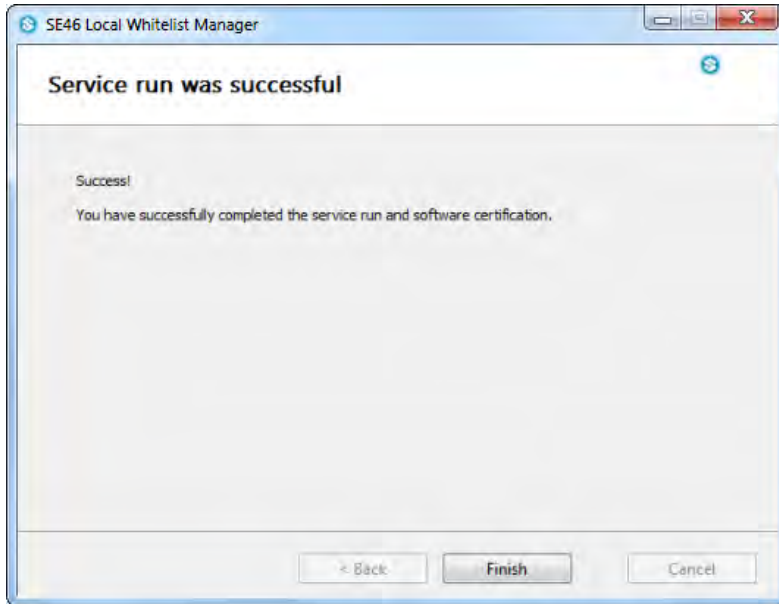 SE46 Local Whitelist Manager
Service run was successful
Success!
You have successfully completed the service run and software certification.
< Back
Finish
Cancel